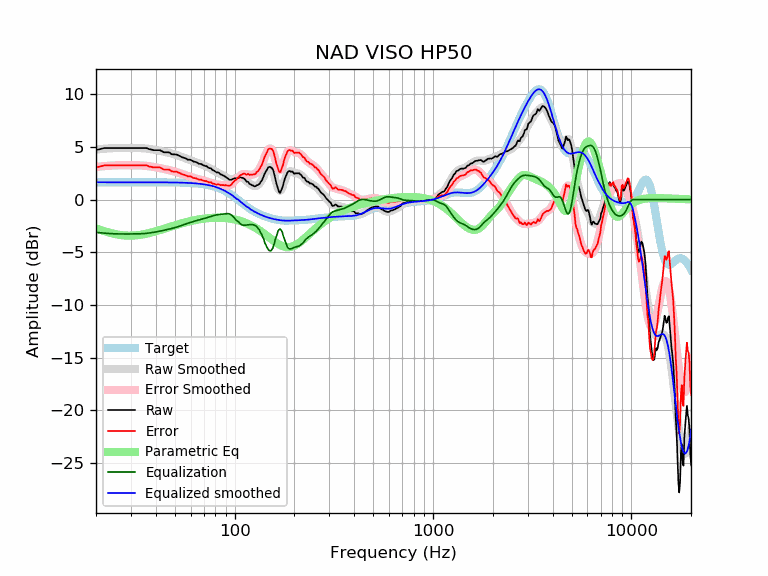 NAD VISO HP50
10
5
0
−5
−10
−15
−20
−25
Amplitude (dBr)
Target
Raw Smoothed
Error Smoothed
Raw
Error
Parametric Eq
Equalization
Equalized smoothed
100
1000
10000
Frequency (Hz)